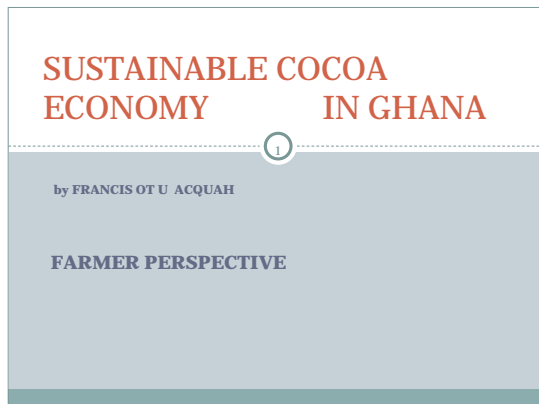 SUSTAINABLE COCOA
ECONOMY IN GHANA
1
by FRANCIS OT U ACQUAH
FARMER PERSPECTIVE